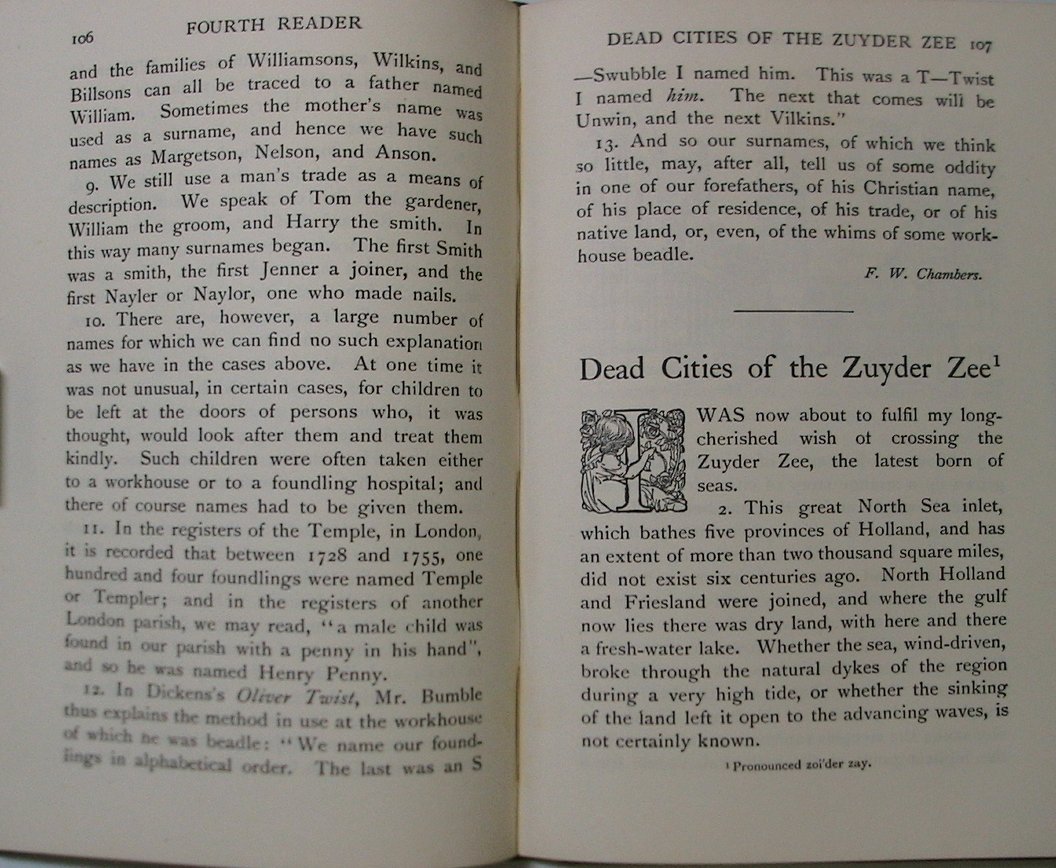 106
FOURTH READER
and the families of Williamsons, Wilkins, and
Billsons can all be traced to a father named
William. Sometimes the mother's name was
used as a surname, and hence we have such
names as Margetson, Nelson, and Anson.
9. We still use a man's trade as a means of
description. We speak of Tom the gardener,
William the groom, and Harry the smith. In
this way many surnames began. The first Smith
was a smith, the first Jenner a joiner, and the
first Nayler or Naylor, one who made nails.
10. There are, however, a large number of
names for which we can find no such explanation
as we have in the cases above. At one time it
was not unusual, in certain cases, for children to
be left at the doors of persons who, it was
thought, would look after them and treat them
kindly. Such children were often taken either
to a workhouse or to a foundling hospital; and
there of course names had to be given them.
11. In the registers of the Temple, in London,
it is recorded that between 1728 and 1755, one
hundred and four foundlings were named Temple
or Templer; and in the registers of another
London parish, we may read, "a male child was
found in our parish with a penny in his hand",
and so he was named Henry Penny.
12. In Dickens's Oliver Twist, Mr. Bumble
thus explains the method in use at the workhouse
of which he was beadle: "We name our found-
lings in alphabetical order. The last was an S
DEAD CITIES OF THE ZUYDER ZEE 107
—Swubble I named him. This was a T—Twist
I named him. The next that comes will be
Unwin, and the next Vilkins."
13. And so our surnames, of which we think
so little, may, after all, tell us of some oddity
in one of our forefathers, of his Christian name,
of his place of residence, of his trade, or of his
native land, or, even, of the whims of some work-
house beadle.
F. W. Chambers.
Dead Cities of the Zuyder Zee¹
I WAS now about to fulfil my long-
cherished wish of crossing the
Zuyder Zee, the latest born of
seas.
2. This great North Sea inlet,
which bathes five provinces of Holland, and has
an extent of more than two thousand square miles,
did not exist six centuries ago. North Holland
and Friesland were joined, and where the gulf
now lies there was dry land, with here and there
a fresh-water lake. Whether the sea, wind-driven,
broke through the natural dykes of the region
during a very high tide, or whether the sinking
of the land left it open to the advancing waves, is
not certainly known.
¹ Pronounced zoi'der zay.